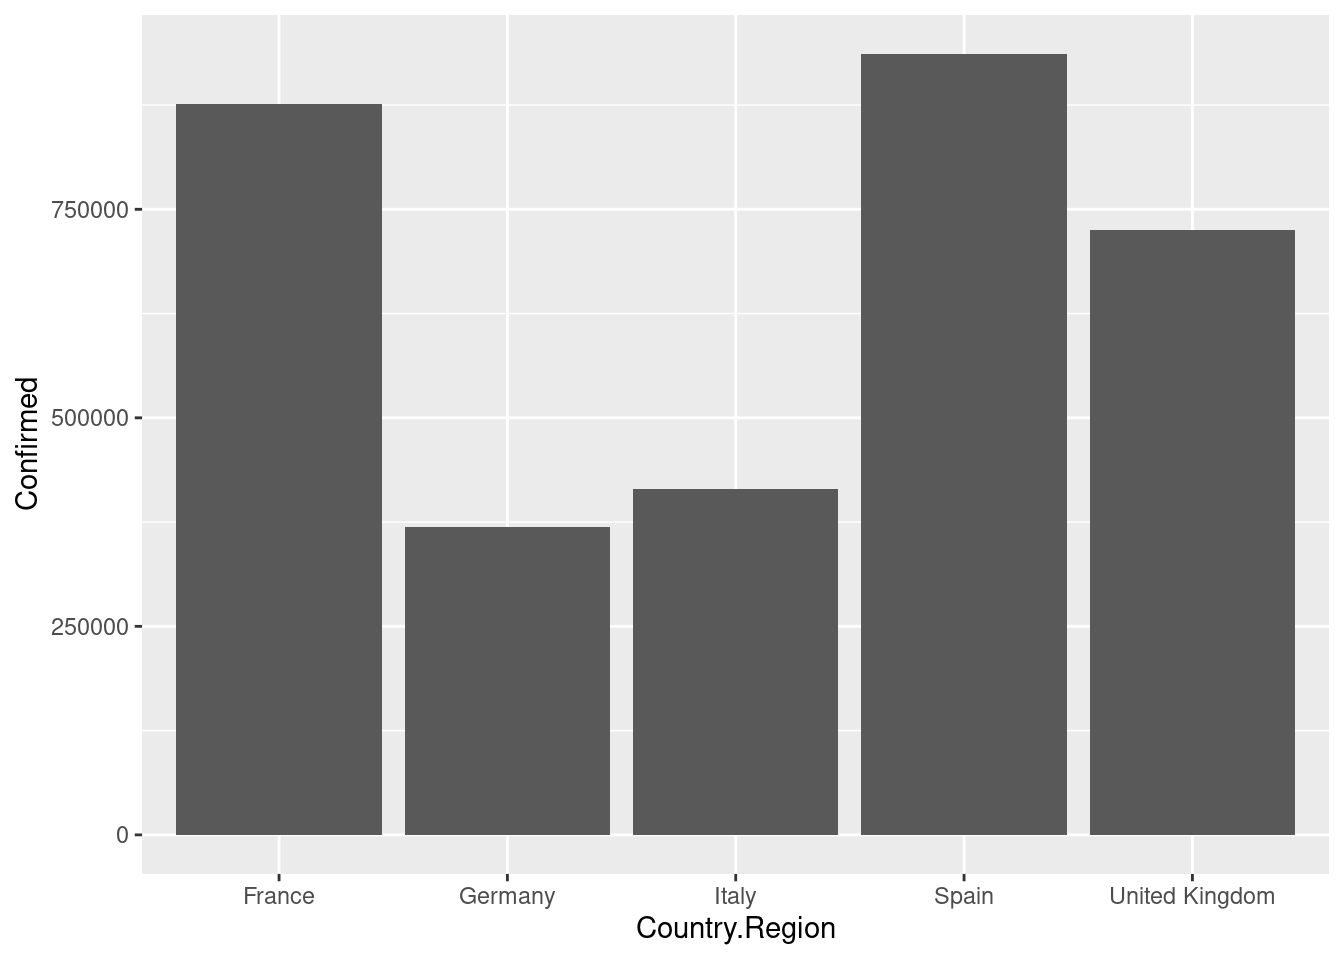 Confirmed
750000
500000
250000
0
France Germany Italy Spain United Kingdom
Country.Region